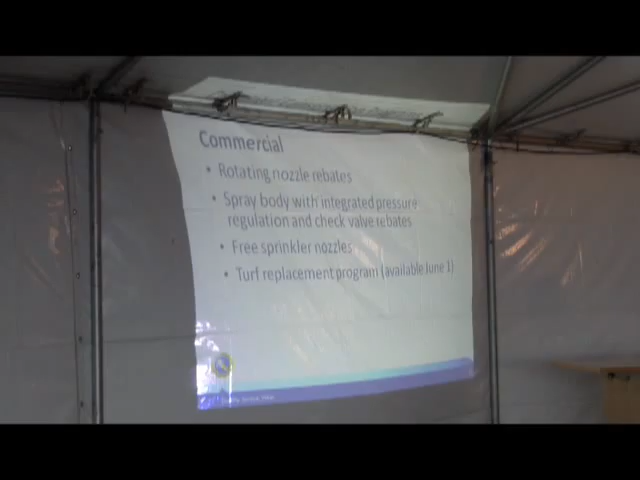 Commercial
• Rotating nozzle rebates
• Spray body with integrated pressure
regulation and check valve rebates
• Free sprinkler nozzles
• Turf replacement program (available June 1)